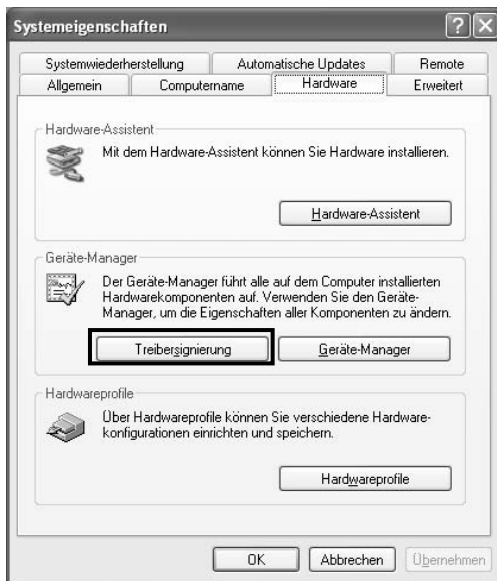 Systemeigenschaften
Systemwiederherstellung Automatische Updates Remote
Allgemein Computername Hardware Erweitert
Hardware-Assistent
Mit dem Hardware-Assistent können Sie Hardware installieren.
Hardware-Assistent
Geräte-Manager
Der Geräte-Manager führt alle auf dem Computer installierten
Hardwarekomponenten auf. Verwenden Sie den Geräte-
Manager, um die Eigenschaften aller Komponenten zu ändern.
Treibersignierung Geräte-Manager
Hardwareprofile
Über Hardwareprofile können Sie verschiedene Hardware-
konfigurationen einrichten und speichern.
Hardwareprofile
OK Abbrechen Übernehmen